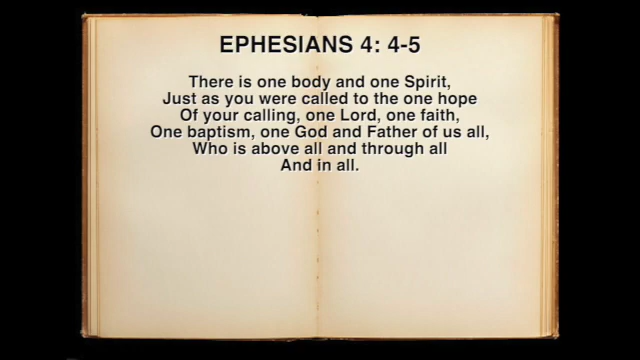 EPHESIANS 4: 4-5
There is one body and one Spirit,
Just as you were called to the one hope
Of your calling, one Lord, one faith,
One baptism, one God and Father of us all,
Who is above all and through all
And in all.